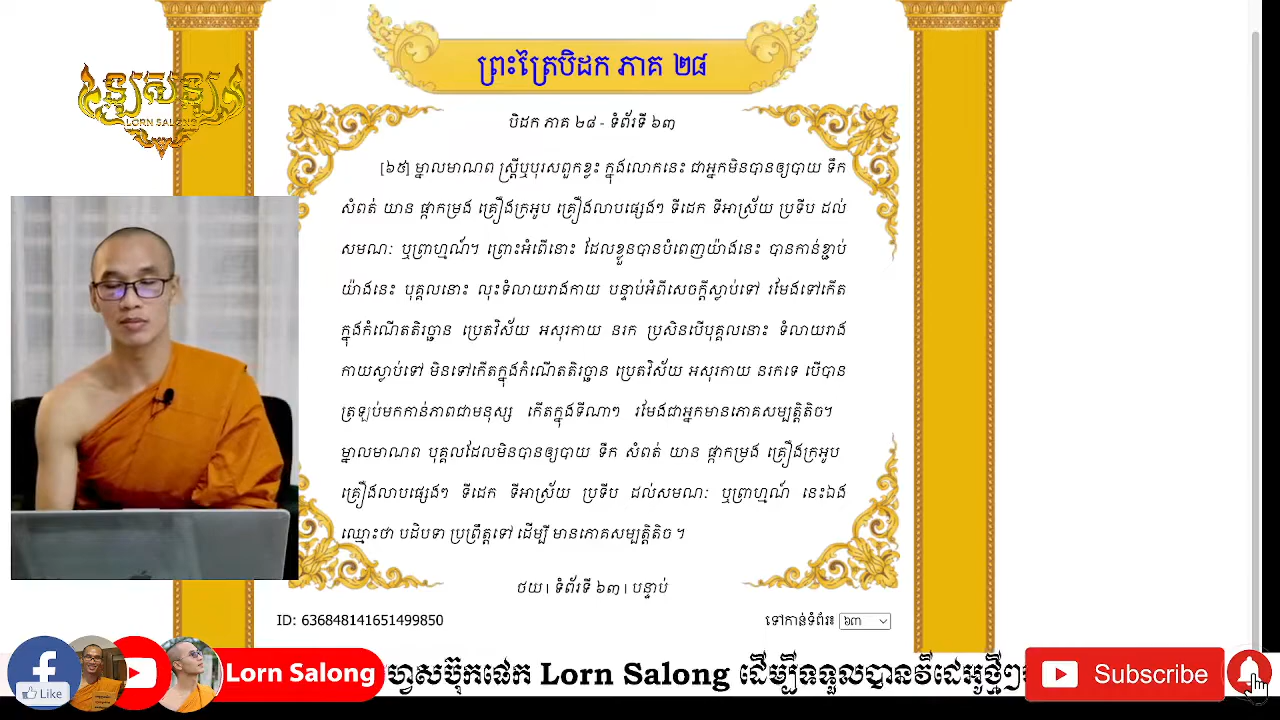 ព្រះត្រៃបិដក ភាគ ២៨
ឡូរសឡុង
LORN SALONG
បិដក ភាគ ២៨ - ទំព័រទី ៦៣
[៦៥] ម្នាលមាណព ស្រ្តីឬបុរសពួកខ្លះ ក្នុងលោកនេះ ជាអ្នកមិនបានឲ្យបាយ ទឹក
សំពត់ យាន ផ្កាកម្រង គ្រឿងក្រអូប គ្រឿងលាបផ្សេងៗ ទីដេក ទីអាស្រ័យ ប្រទីប ដល់
សមណៈ ឬព្រាហ្មណ៍។ ព្រោះអំពើនោះ ដែលខ្លួនបានបំពេញយ៉ាងនេះ បានកាន់ខ្ជាប់
យ៉ាងនេះ បុគ្គលនោះ លុះទំលាយរាងកាយ បន្ទាប់អំពីសេចក្តីស្លាប់ទៅ រមែងទៅកើត
ក្នុងកំណើតតិរច្ឆាន ប្រេតវិស័យ អសុរកាយ នរក ប្រសិនបើបុគ្គលនោះ ទំលាយរាង
កាយស្លាប់ទៅ មិនទៅកើតក្នុងកំណើតតិរច្ឆាន ប្រេតវិស័យ អសុរកាយ នរកទេ បើបាន
ត្រឡប់មកកាន់ភាពជាមនុស្ស កើតក្នុងទីណាៗ រមែងជាអ្នកមានភោគសម្បត្តិតិច។
ម្នាលមាណព បុគ្គលដែលមិនបានឲ្យបាយ ទឹក សំពត់ យាន ផ្កាកម្រង គ្រឿងក្រអូប
គ្រឿងលាបផ្សេងៗ ទីដេក ទីអាស្រ័យ ប្រទីប ដល់សមណៈ ឬព្រាហ្មណ៍ នេះឯង
ឈ្មោះថា បដិបទា ប្រព្រឹត្តទៅ ដើម្បី មានភោគសម្បត្តិតិច ។
ថយ | ទំព័រទី ៦៣ | បន្ទាប់
ID: 636848141651499850
ទៅកាន់ទំព័រ៖ ៦៣
Like
Lorn Salong
ហ្វេសប៊ុកផេក Lorn Salong ដើម្បីទទួលបានវីដេអូថ្មីៗ
Subscribe